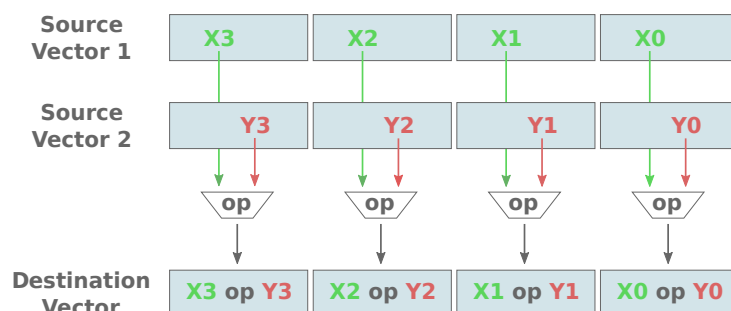 Source
Vector 1
X3 X2 X1 X0
Source
Vector 2
Y3 Y2 Y1 Y0
op op op op
Destination
Vector
X3 op Y3 X2 op Y2 X1 op Y1 X0 op Y0